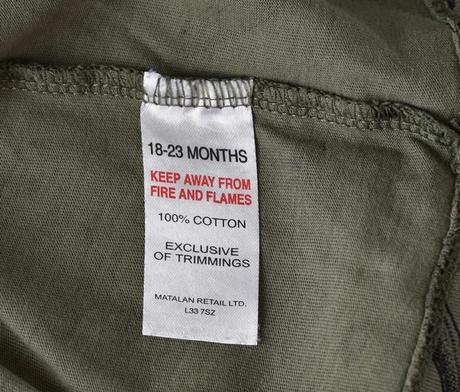 18-23 MONTHS
KEEP AWAY FROM
FIRE AND FLAMES
100% COTTON
EXCLUSIVE
OF TRIMMINGS
MATALAN RETAIL LTD.
L33 7SZ